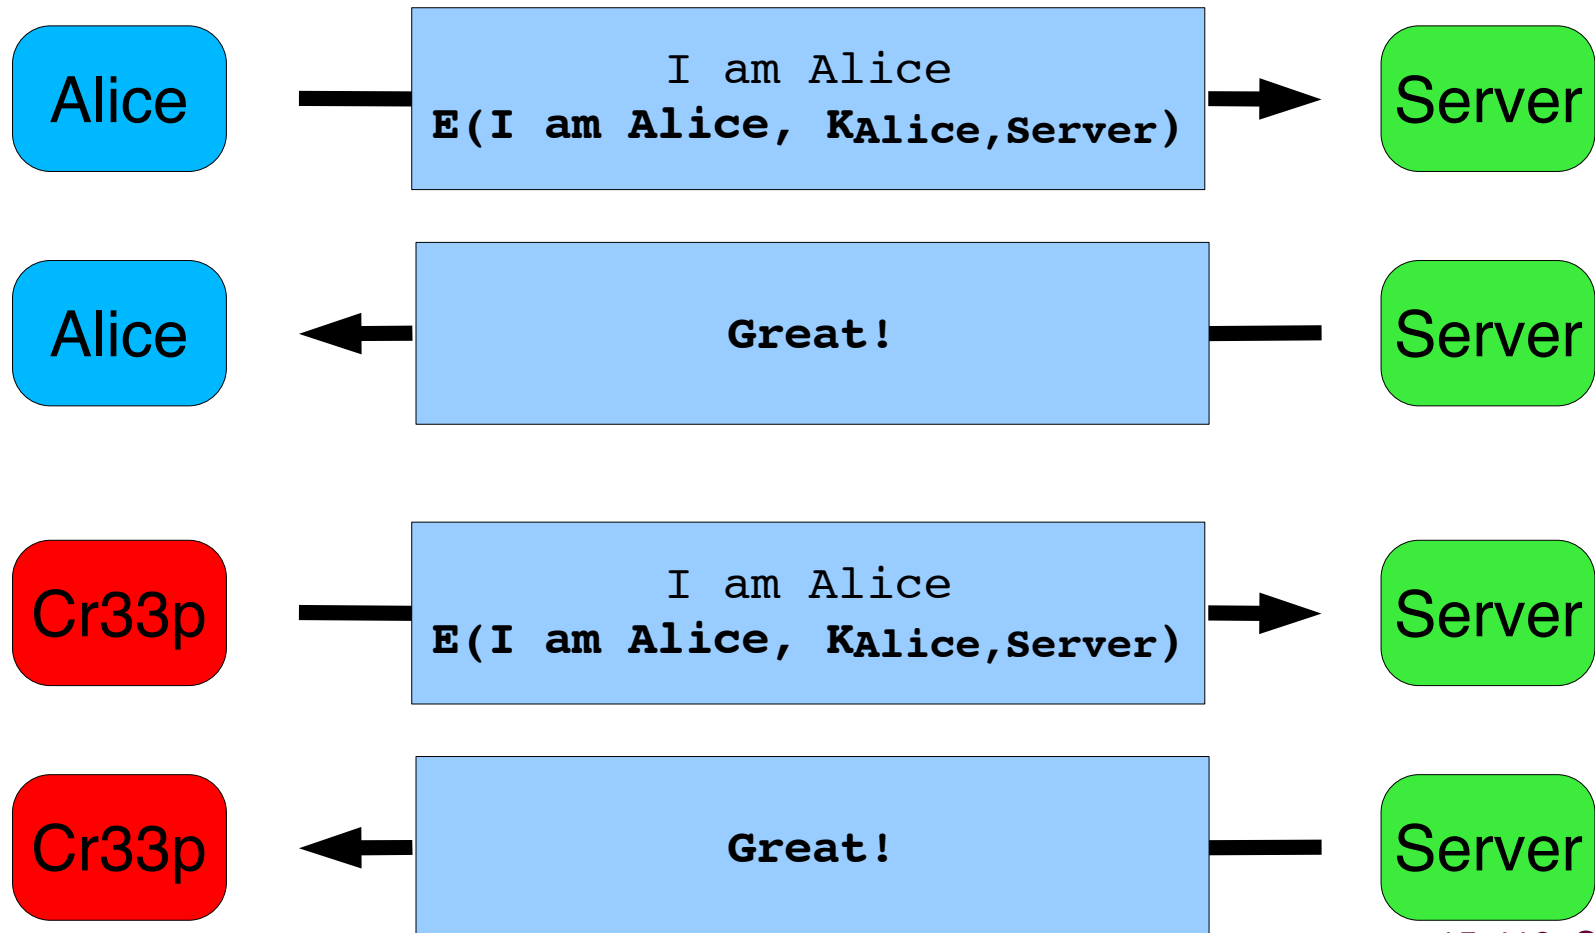 Alice
I am Alice
E(I am Alice, KAlice,Server)
Server
Alice
Great!
Server
Cr33p
I am Alice
E(I am Alice, KAlice,Server)
Server
Cr33p
Great!
Server